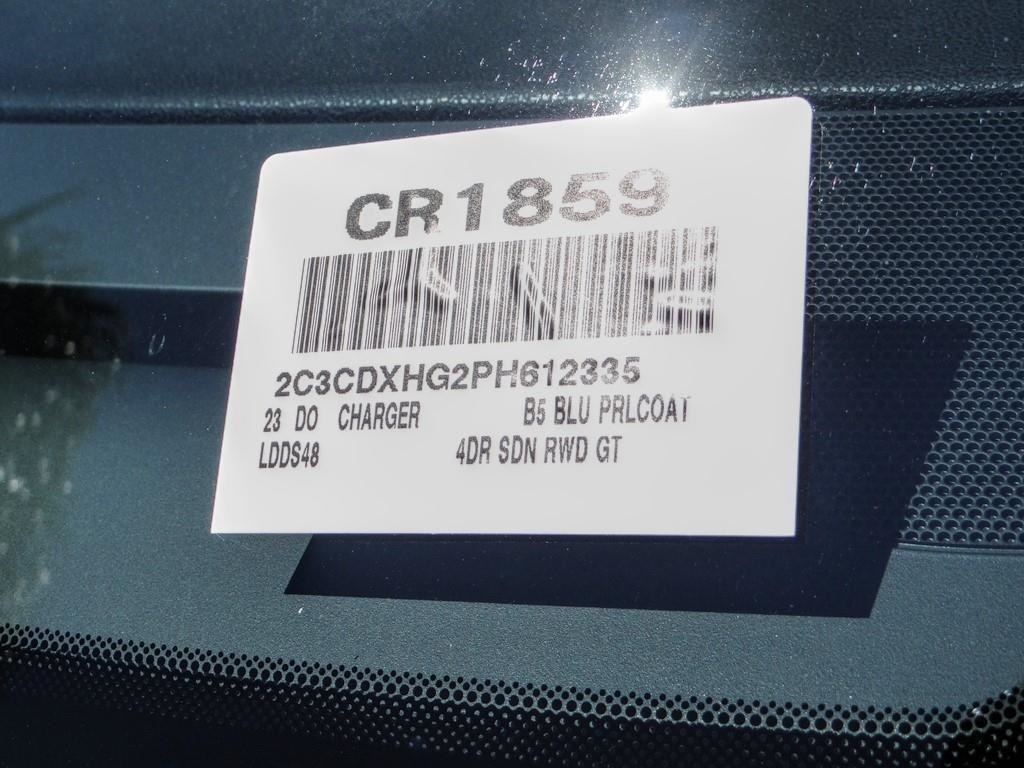 CR1859
2C3CDXHG2PH612335
23 DO CHARGER B5 BLU PRLCOAT
LDDS48 4DR SDN RWD GT